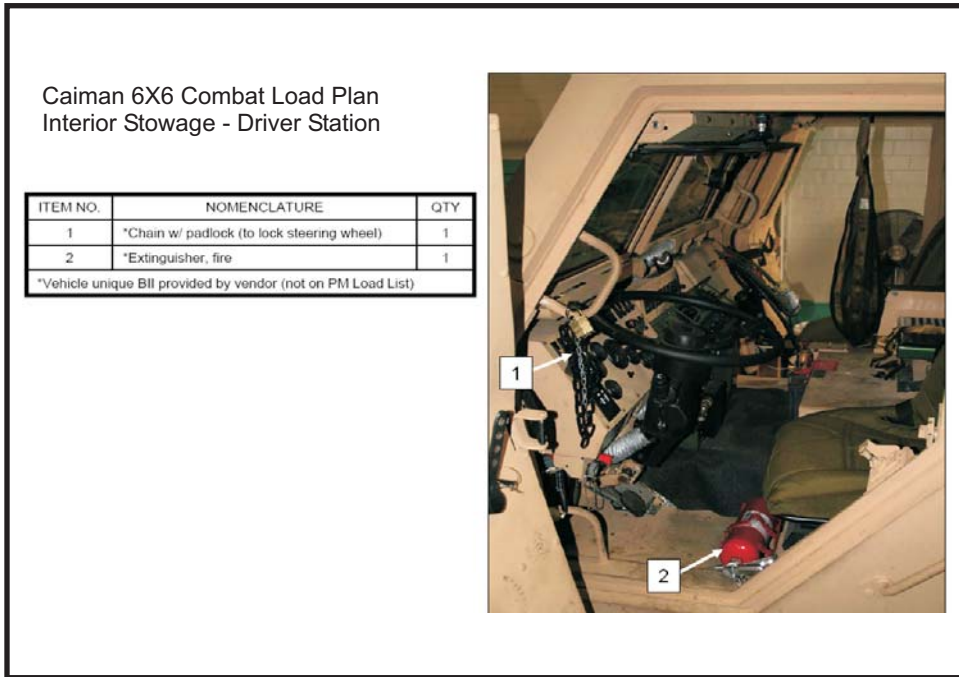 Caiman 6X6 Combat Load Plan
Interior Stowage - Driver Station
ITEM NO. NOMENCLATURE QTY
1 *Chain w/ padlock (to lock steering wheel) 1
2 *Extinguisher, fire 1
*Vehicle unique BII provided by vendor (not on PM Load List)
1
2